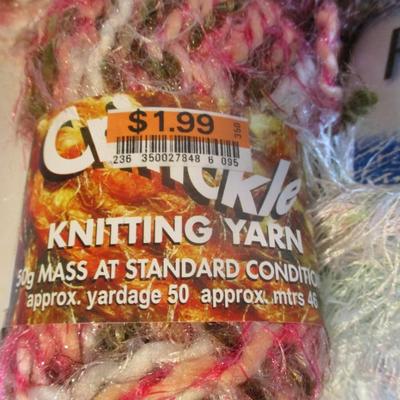 $1.99
350
236 350027848 6 095
KNITTING YARN
50g MASS AT STANDARD CONDITION
approx. yardage 50 approx. mtrs 46